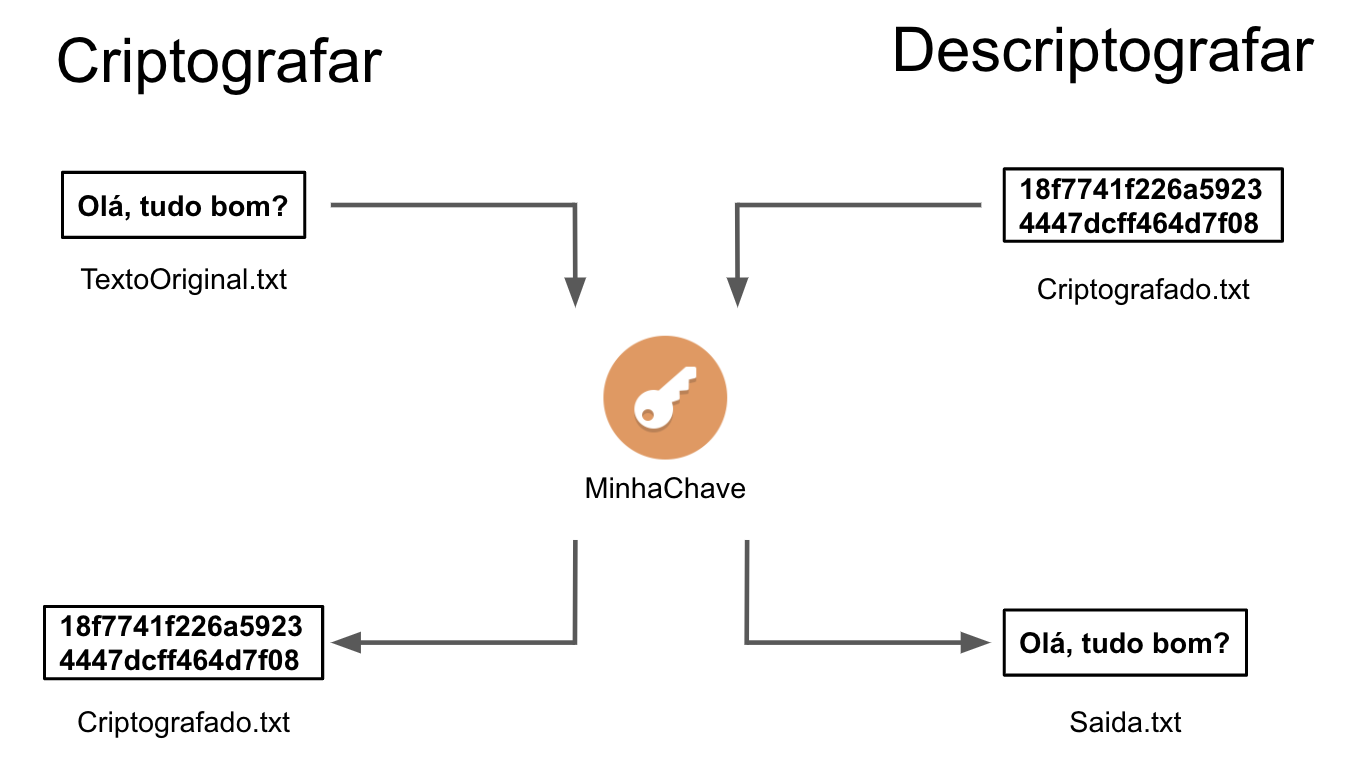 Criptografar
Descriptografar
Olá, tudo bom?
TextoOriginal.txt
18f7741f226a5923
4447dcff464d7f08
Criptografado.txt
MinhaChave
18f7741f226a5923
4447dcff464d7f08
Criptografado.txt
Olá, tudo bom?
Saida.txt